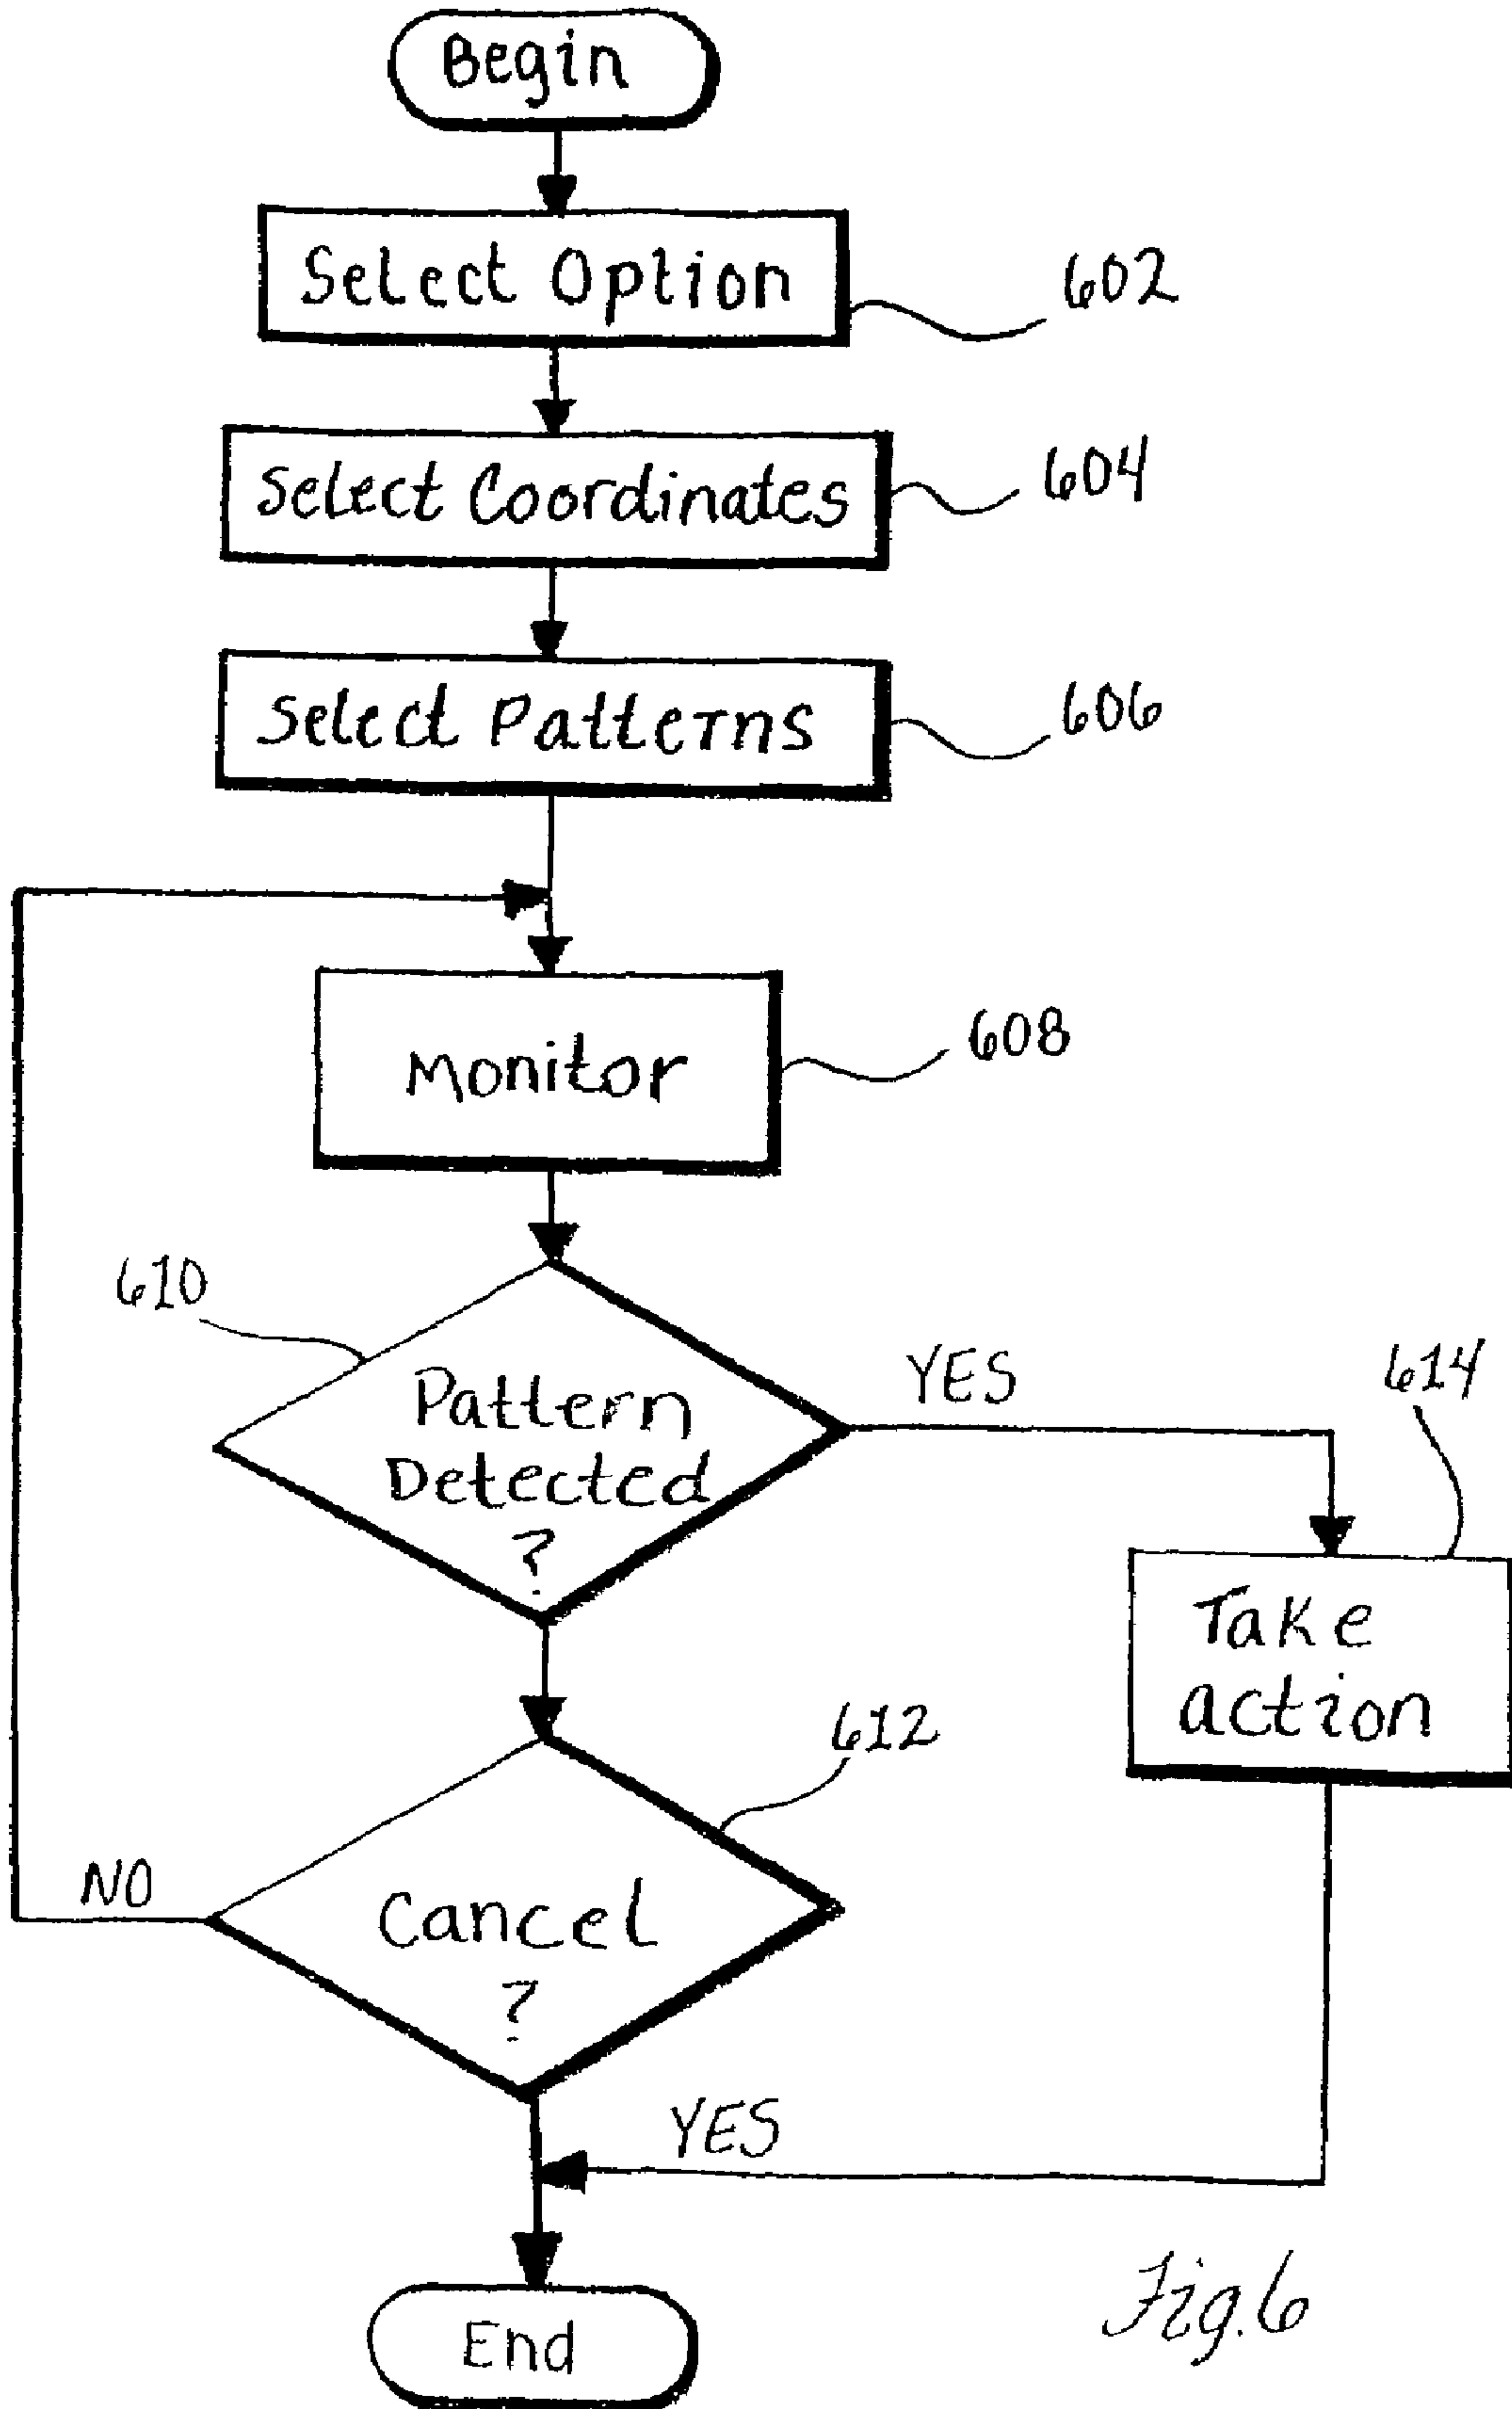 Begin
Select Option
602
Select Coordinates
604
Select Patterns
606
Monitor
608
610
Pattern
Detected
?
YES
614
Take
action
612
Cancel
?
NO
YES
End
Fig.6